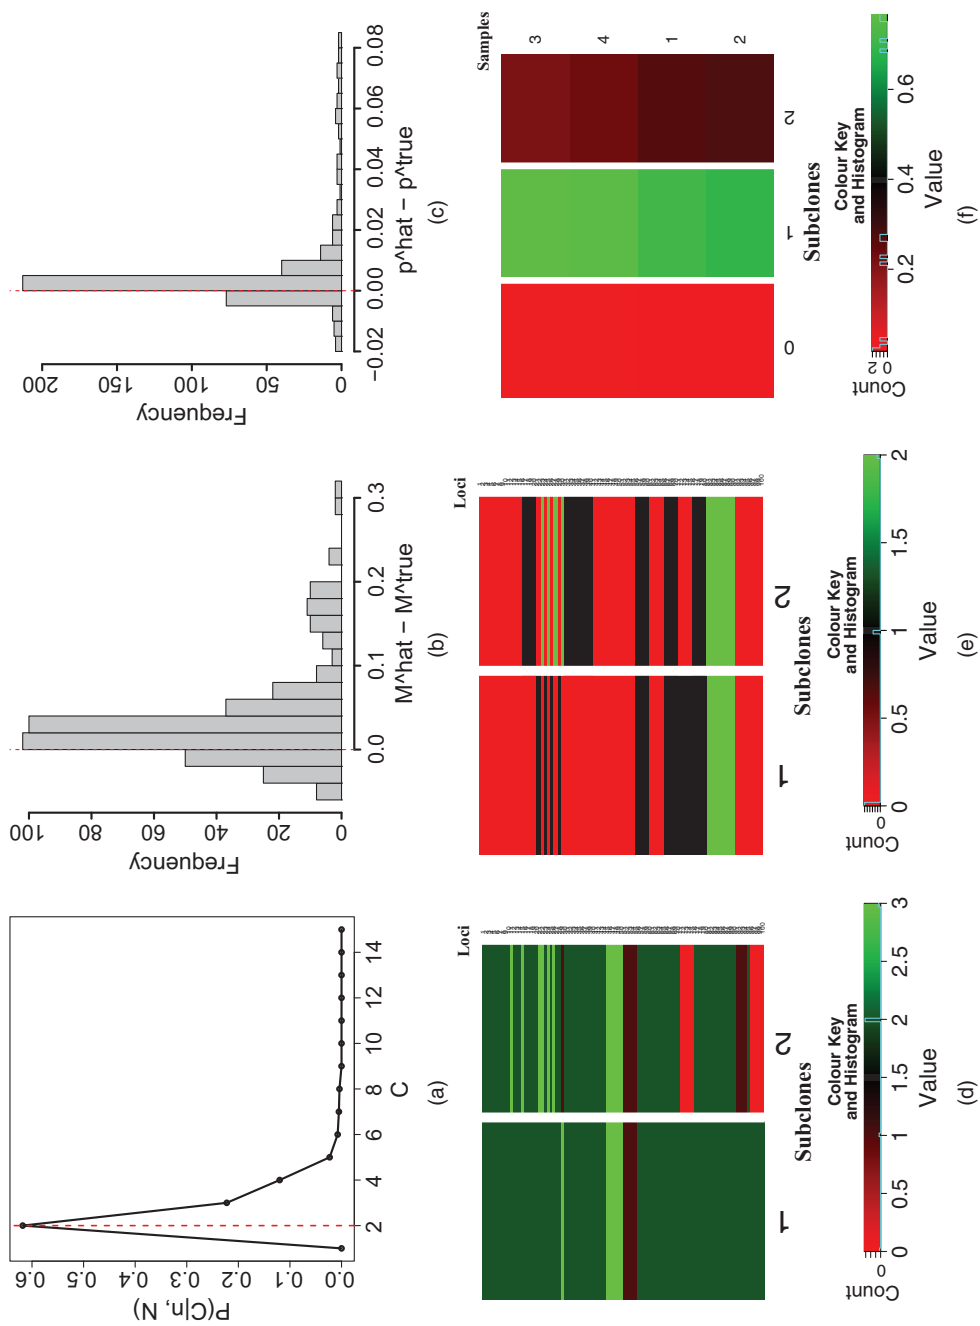 P(C|n, N)
0.0 0.1 0.2 0.3 0.4 0.5 0.6
2 4 6 8 10 12 14
C
(a)
Frequency
0 20 40 60 80 100
0.0 0.1 0.2 0.3
M^hat − M^true
(b)
Frequency
0 50 100 150 200
−0.02 0.00 0.02 0.04 0.06 0.08
p^hat − p^true
(c)
Loci
1 2
Subclones
Colour Key
and Histogram
Count
0
0 0.5 1 1.5 2 2.5 3
Value
(d)
Loci
1 2
Subclones
Colour Key
and Histogram
Count
0
0 0.5 1 1.5 2
Value
(e)
Samples
3
4
1
2
0 1 2
Subclones
Colour Key
and Histogram
Count
0 2
0.2 0.4 0.6
Value
(f)